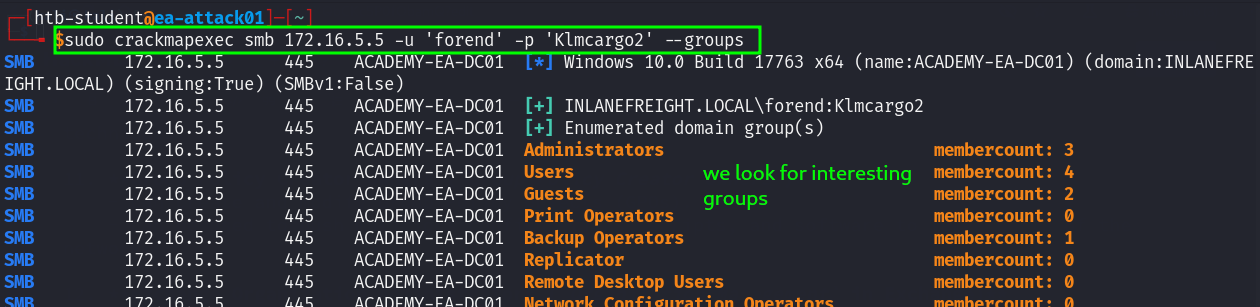 [htb-student@ea-attack01]-[~]
$sudo crackmapexec smb 172.16.5.5 -u 'forend' -p 'Klmcargo2' --groups
SMB 172.16.5.5 445 ACADEMY-EA-DC01 [*] Windows 10.0 Build 17763 x64 (name:ACADEMY-EA-DC01) (domain:INLANEFRE
IGHT.LOCAL) (signing:True) (SMBv1:False)
SMB 172.16.5.5 445 ACADEMY-EA-DC01 [+] INLANEFREIGHT.LOCAL\forend:Klmcargo2
SMB 172.16.5.5 445 ACADEMY-EA-DC01 [+] Enumerated domain group(s)
SMB 172.16.5.5 445 ACADEMY-EA-DC01 Administrators membercount: 3
SMB 172.16.5.5 445 ACADEMY-EA-DC01 Users we look for interesting membercount: 4
SMB 172.16.5.5 445 ACADEMY-EA-DC01 Guests groups membercount: 2
SMB 172.16.5.5 445 ACADEMY-EA-DC01 Print Operators membercount: 0
SMB 172.16.5.5 445 ACADEMY-EA-DC01 Backup Operators membercount: 1
SMB 172.16.5.5 445 ACADEMY-EA-DC01 Replicator membercount: 0
SMB 172.16.5.5 445 ACADEMY-EA-DC01 Remote Desktop Users membercount: 0
SMB 172.16.5.5 445 ACADEMY-EA-DC01 Network Configuration Operators membercount: 0